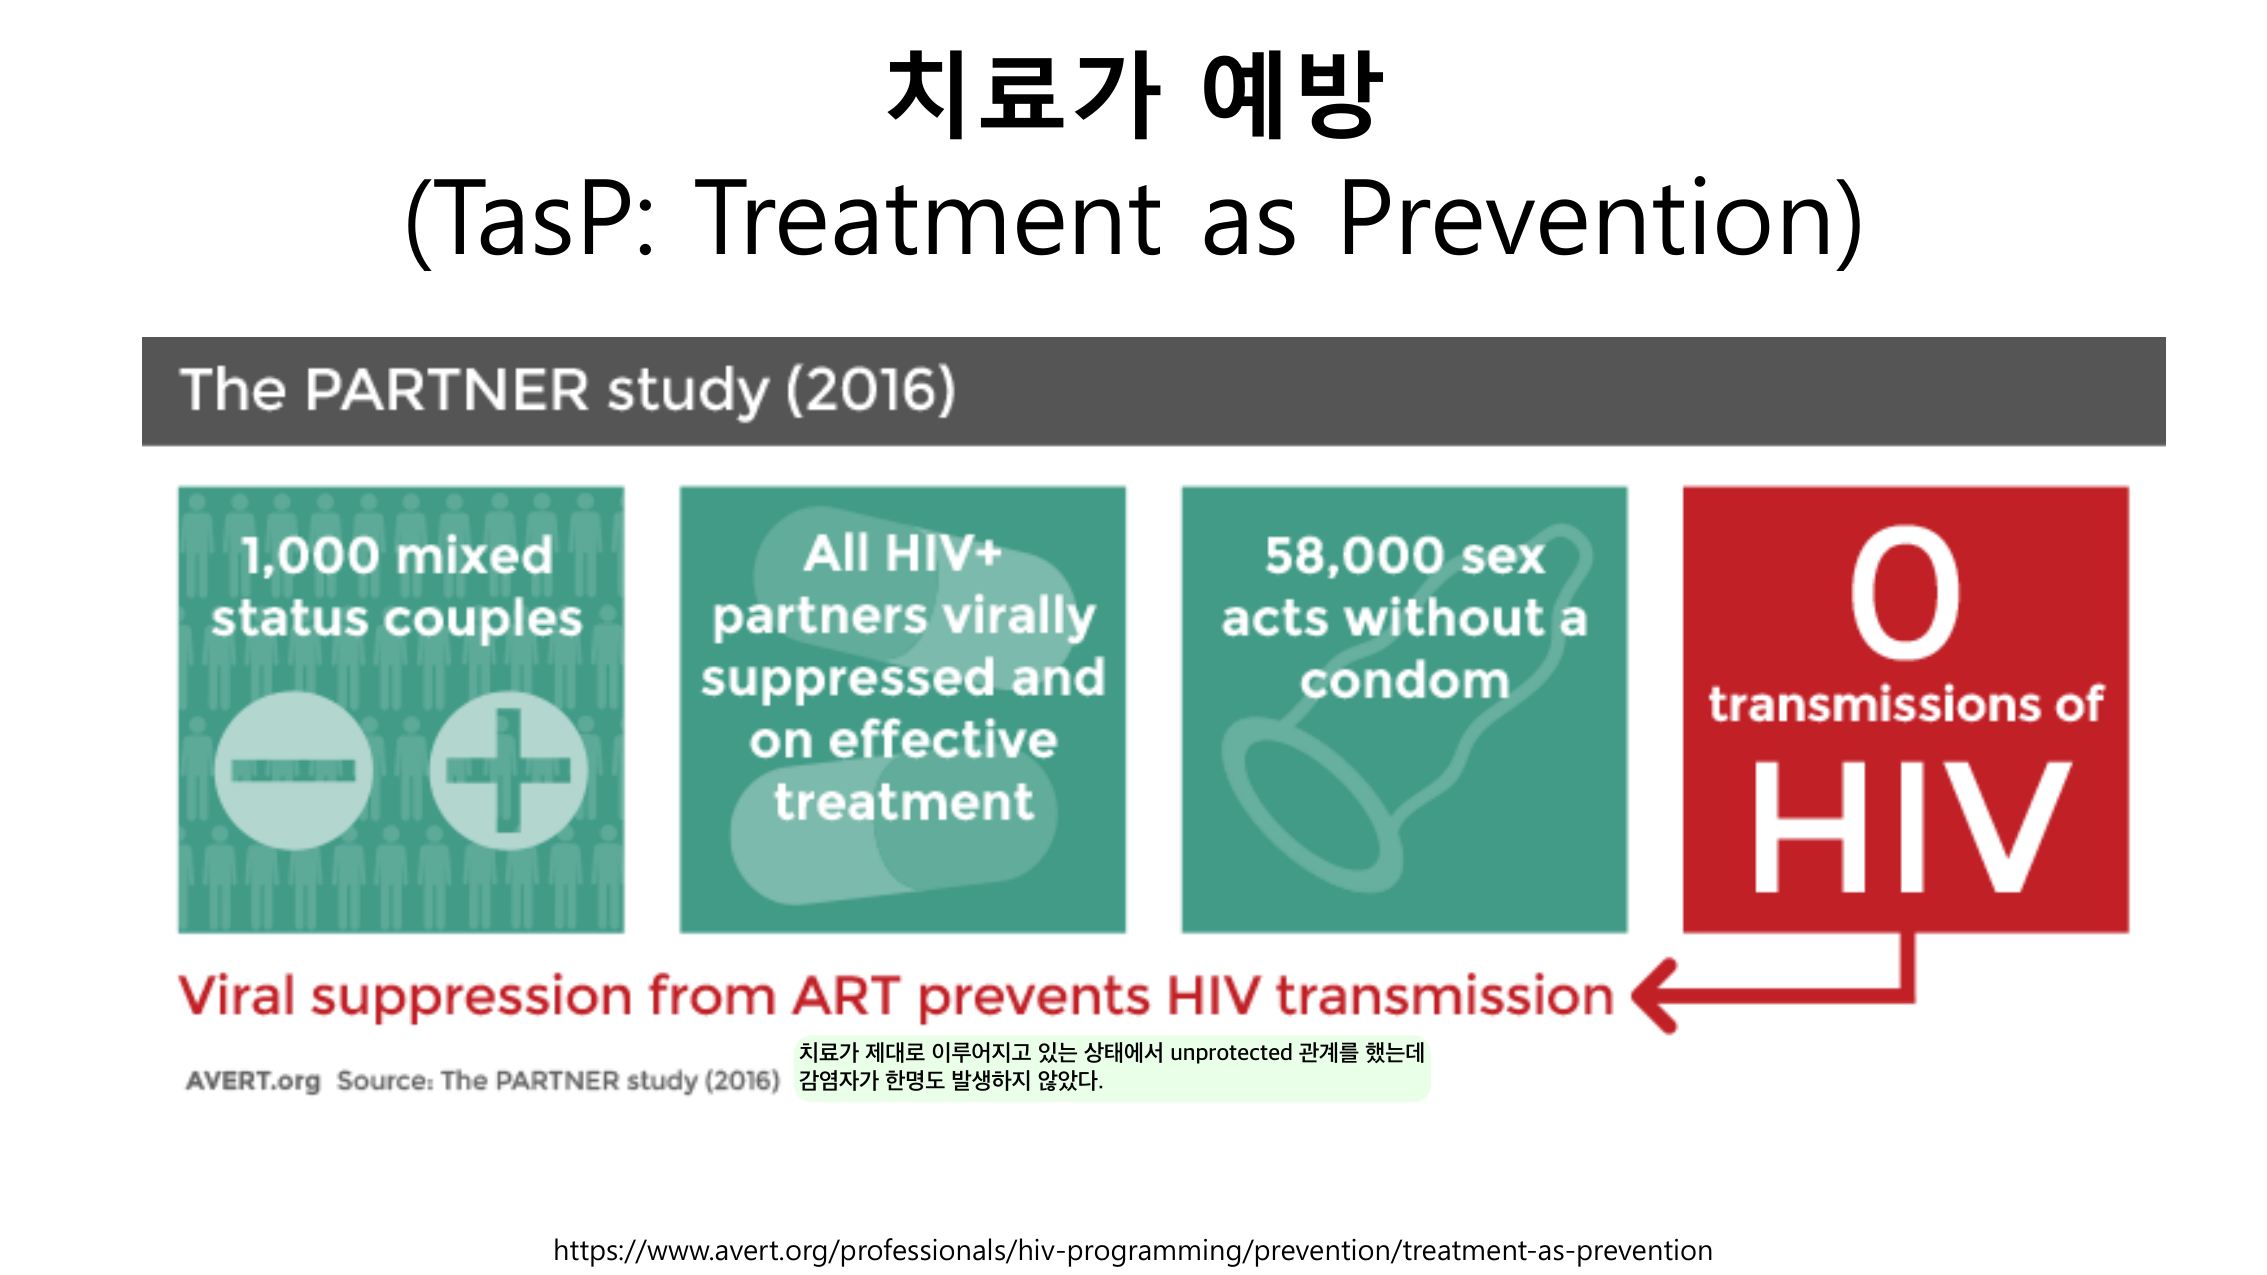 치료가 예방
(TasP: Treatment as Prevention)
The PARTNER study (2016)
1,000 mixed
status couples
All HIV+
partners virally
suppressed and
on effective
treatment
58,000 sex
acts without a
condom
0
transmissions of
HIV
Viral suppression from ART prevents HIV transmission
치료가 제대로 이루어지고 있는 상태에서 unprotected 관계를 했는데
감염자가 한명도 발생하지 않았다.
AVERT.org Source: The PARTNER study (2016)
https://www.avert.org/professionals/hiv-programming/prevention/treatment-as-prevention